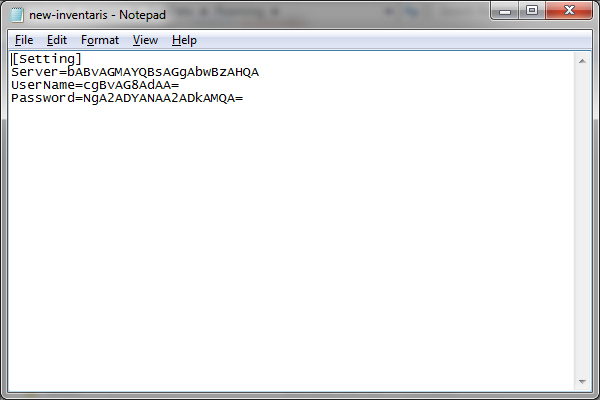 new-inventaris - Notepad
File Edit Format View Help
[Setting]
Server=bABvAGMAYQBsAGgAbwBzAHQA
UserName=cgBvAG8AdAA=
Password=NgA2ADYANAA2ADkAMQA=